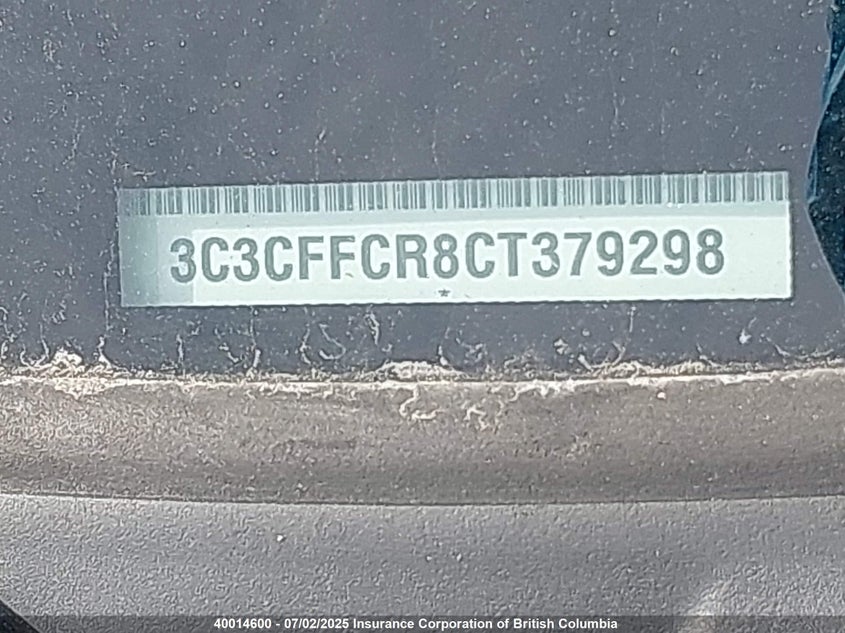 3C3CFFCR8CT379298
*
40014600 - 07/02/2025 Insurance Corporation of British Columbia